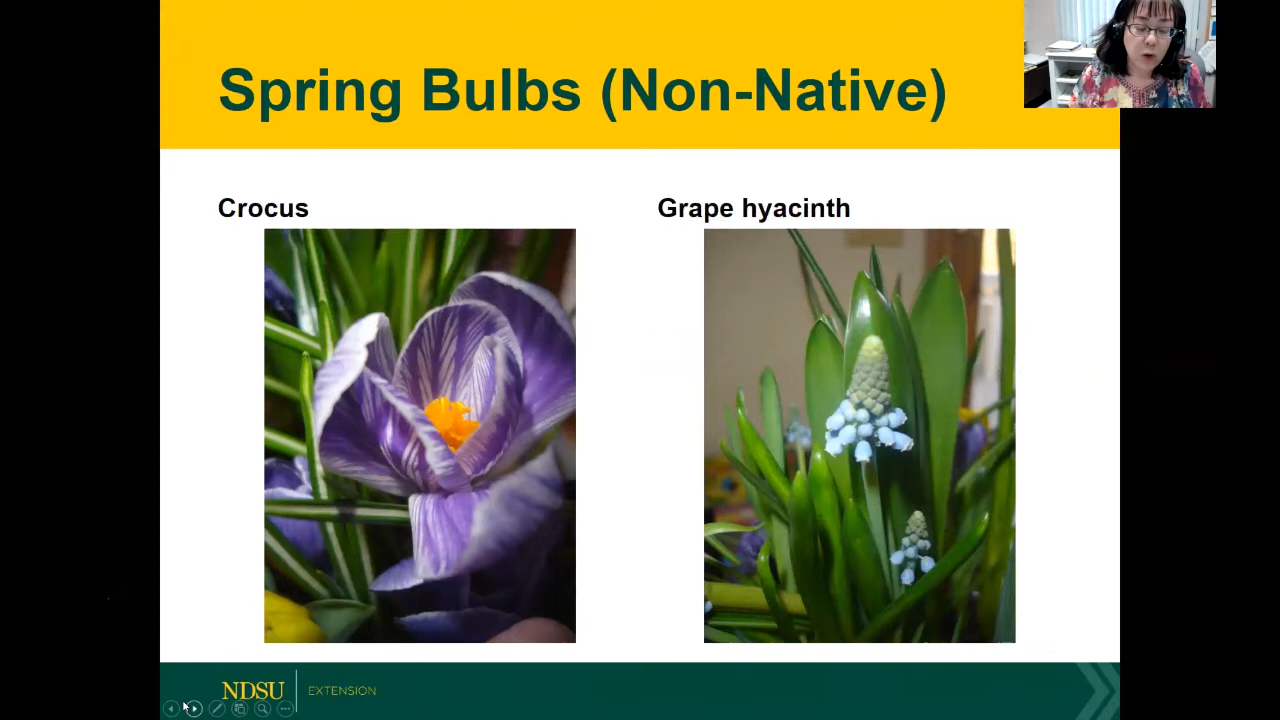 Spring Bulbs (Non-Native)
Crocus
Grape hyacinth
NDSU EXTENSION